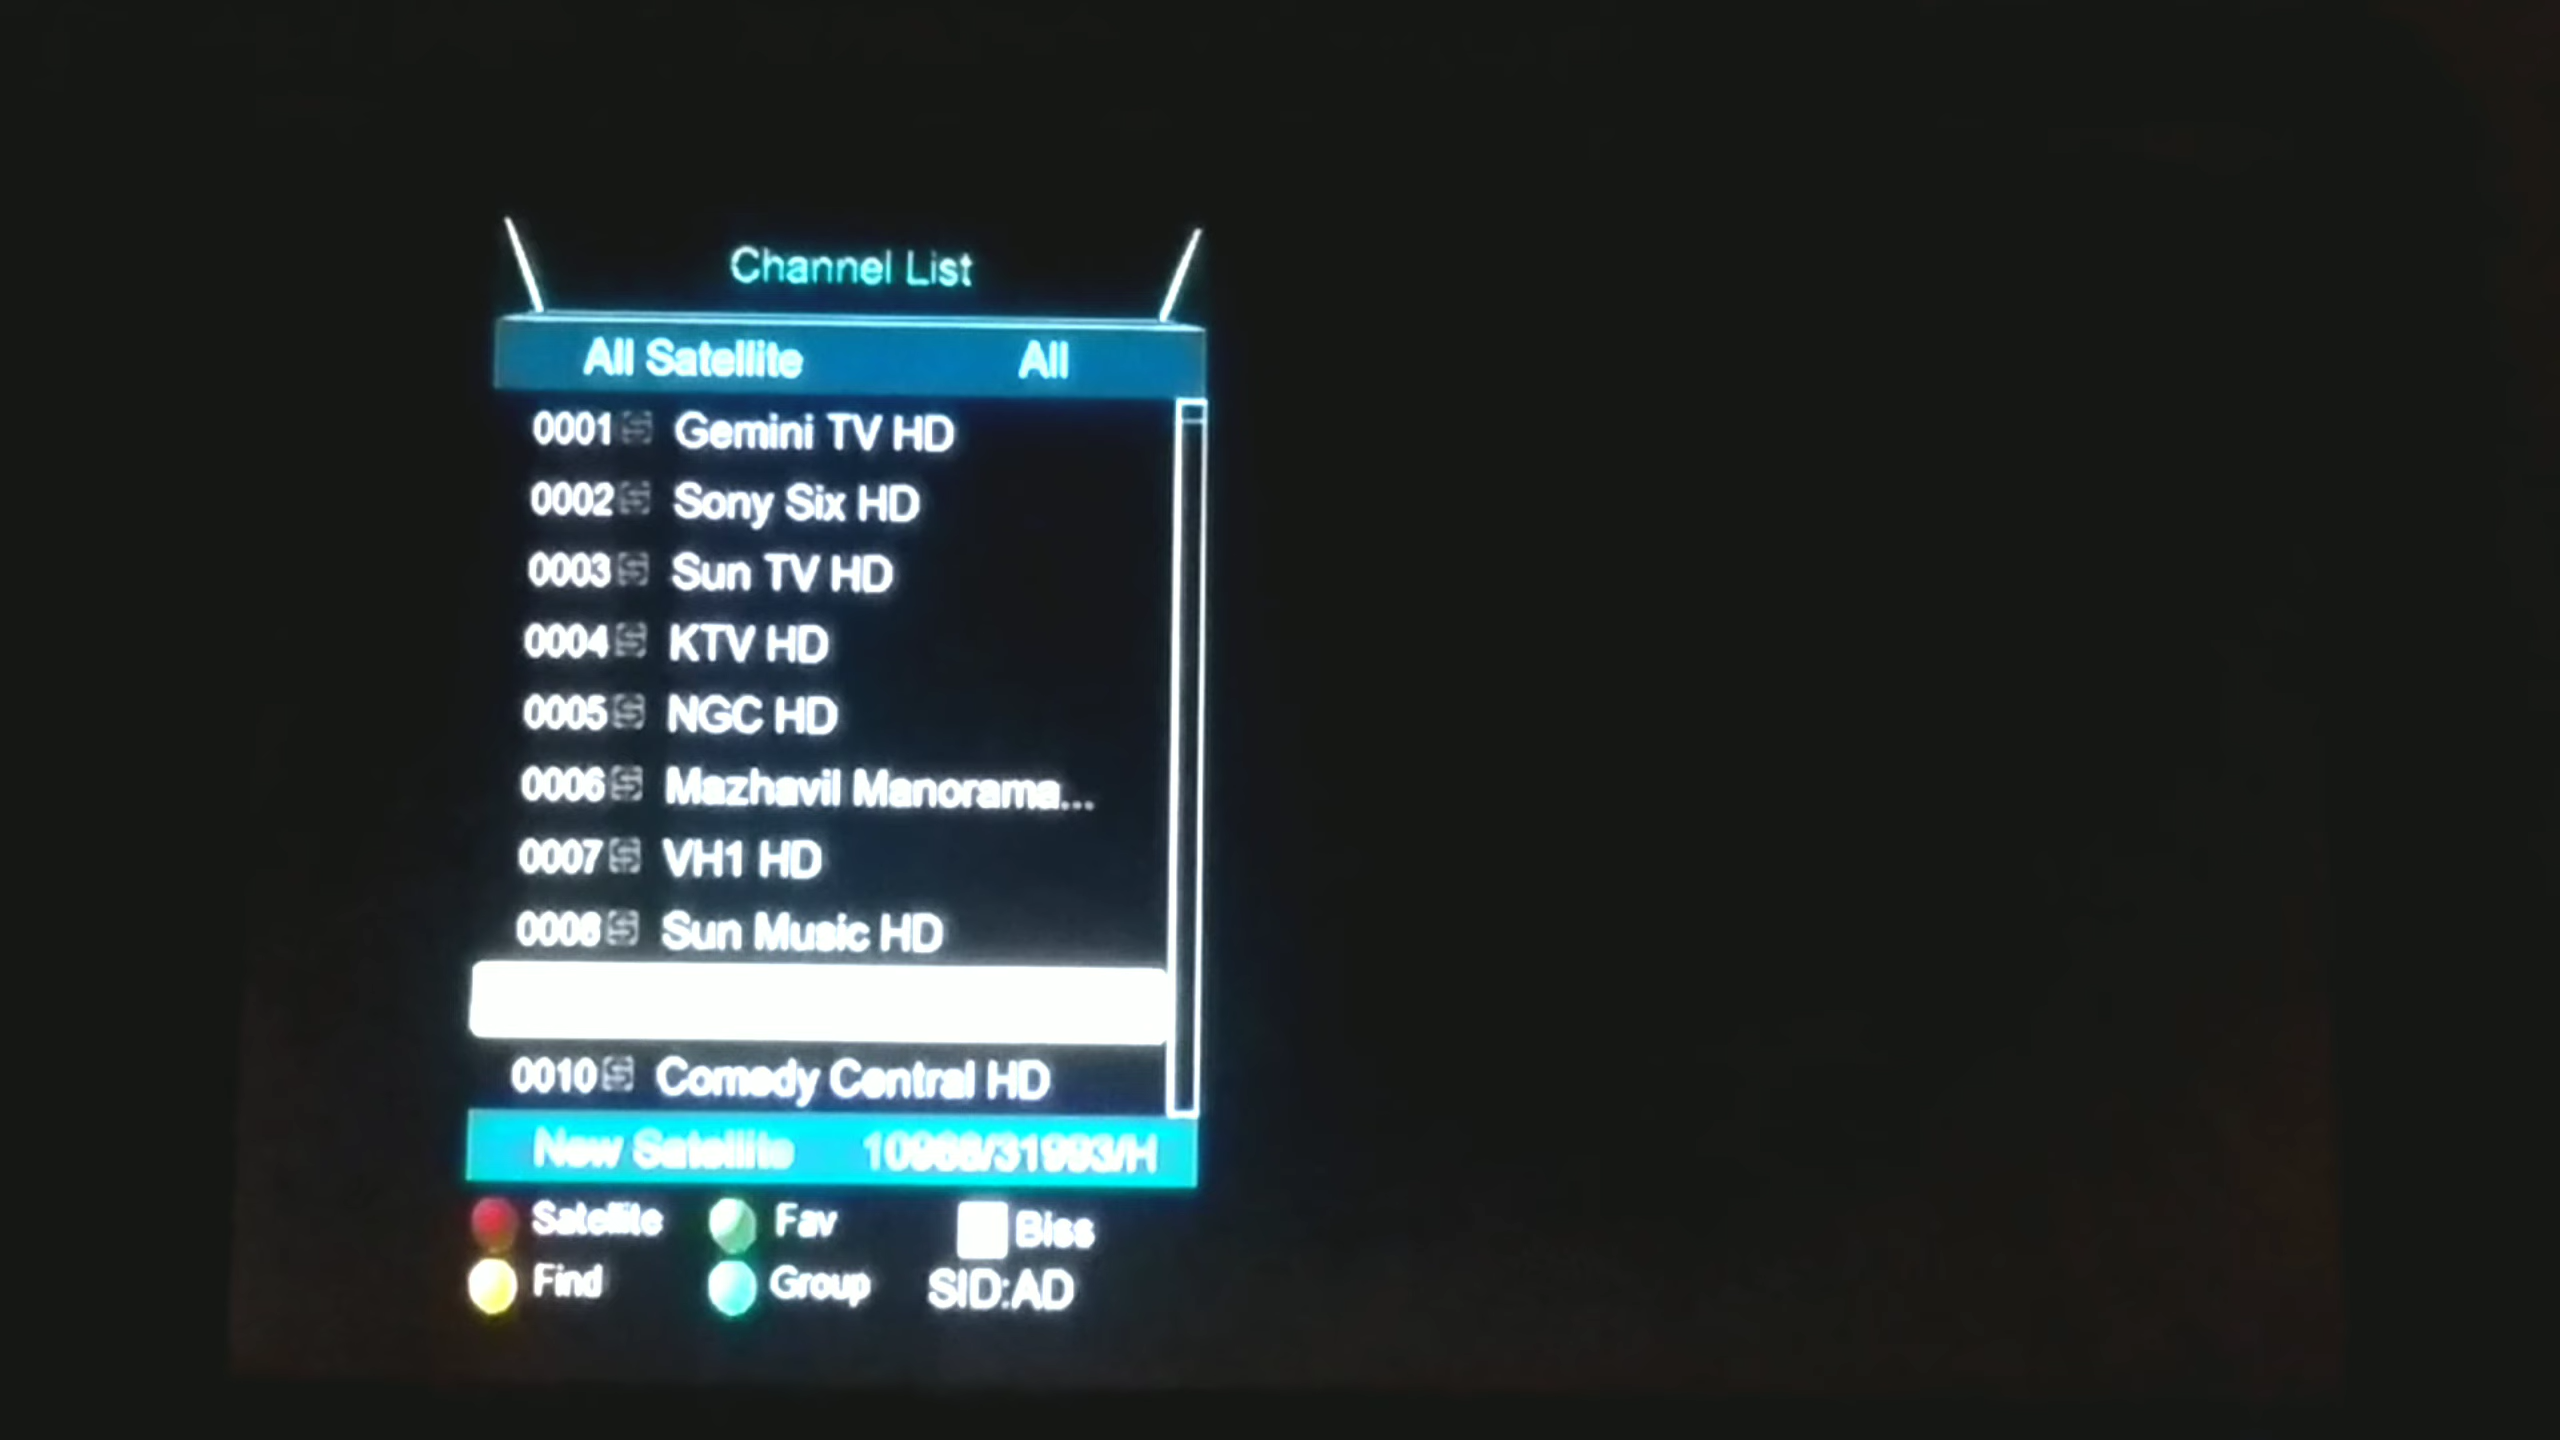 Channel List
All Satellite All
0001 S Gemini TV HD
0002 S Sony Six HD
0003 S Sun TV HD
0004 S KTV HD
0005 S NGC HD
0006 S Mazhavil Manorama...
0007 S VH1 HD
0008 S Sun Music HD
0010 S Comedy Central HD
New Satellite 10988/31993/H
Satellite Fav Biss
Find Group SID:AD